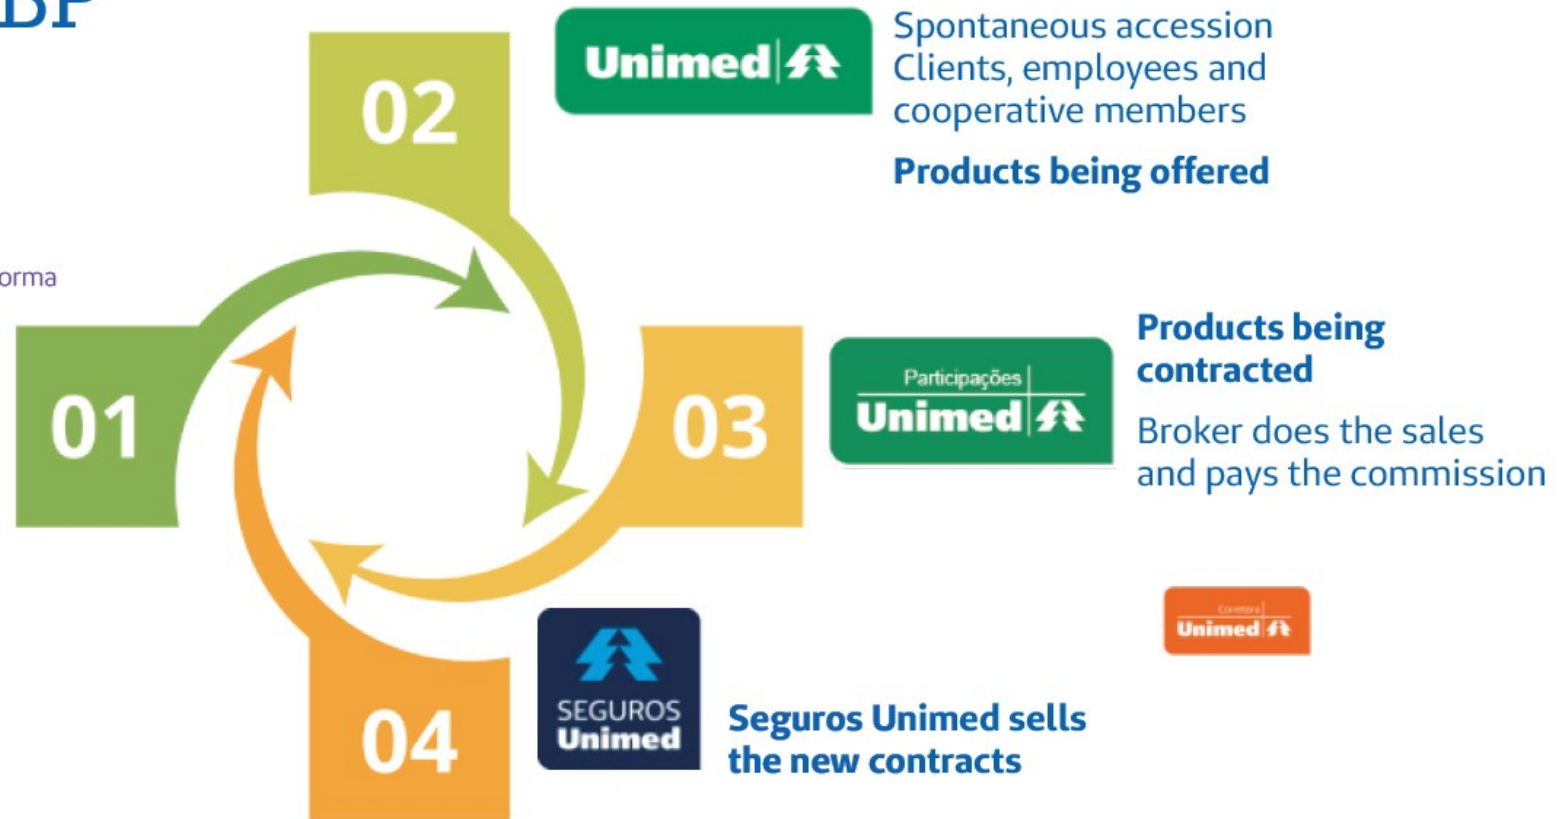 BP
02
Unimed
Spontaneous accession
Clients, employees and
cooperative members
Products being offered
orma
01
03
Participações
Unimed
Products being
contracted
Broker does the sales
and pays the commission
Corretora
Unimed
04
SEGUROS
Unimed
Seguros Unimed sells
the new contracts